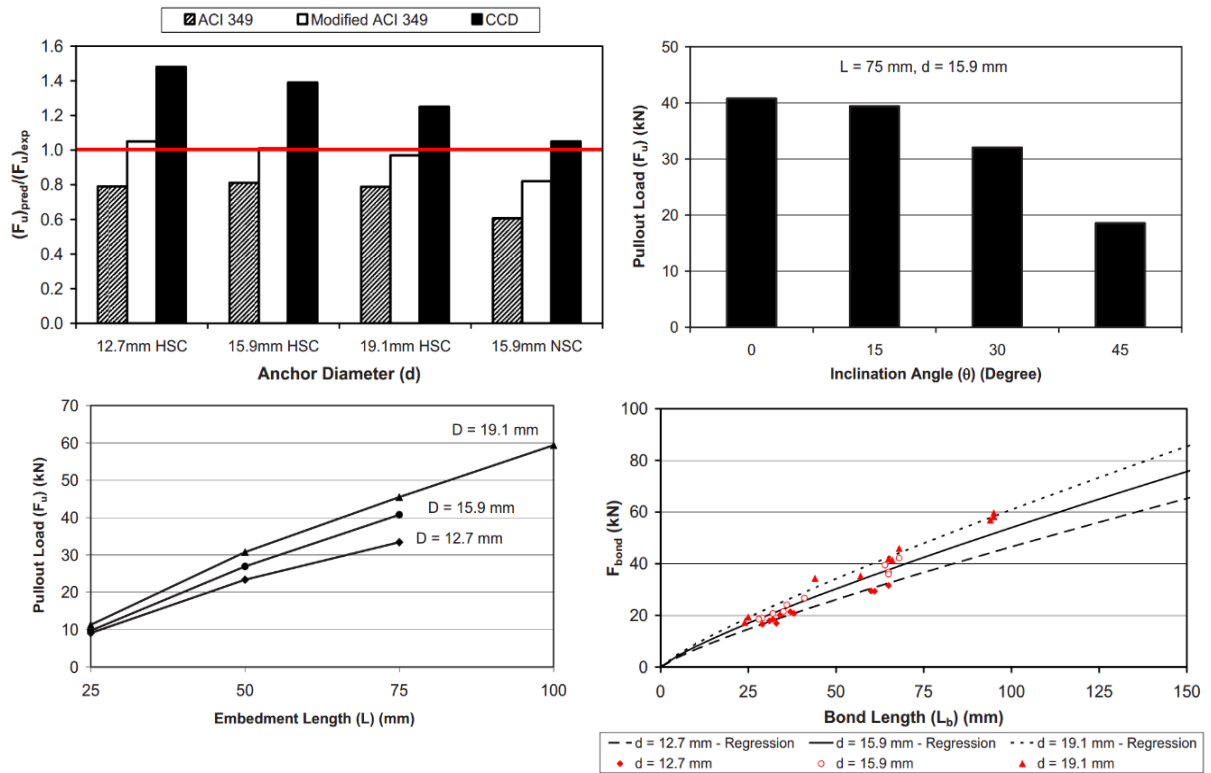 ACI 349 Modified ACI 349 CCD
(Fu)pred/(Fu)exp
1.6
1.4
1.2
1.0
0.8
0.6
0.4
0.2
0.0
12.7mm HSC 15.9mm HSC 19.1mm HSC 15.9mm NSC
Anchor Diameter (d)
L = 75 mm, d = 15.9 mm
Pullout Load (Fu) (kN)
50
40
30
20
10
0
0 15 30 45
Inclination Angle (θ) (Degree)
Pullout Load (Fu) (kN)
70
60
50
40
30
20
10
0
D = 19.1 mm
D = 15.9 mm
D = 12.7 mm
25 50 75 100
Embedment Length (L) (mm)
Fbond (kN)
100
80
60
40
20
0
0 25 50 75 100 125 150
Bond Length (Lb) (mm)
d = 12.7 mm - Regression d = 15.9 mm - Regression d = 19.1 mm - Regression
d = 12.7 mm d = 15.9 mm d = 19.1 mm